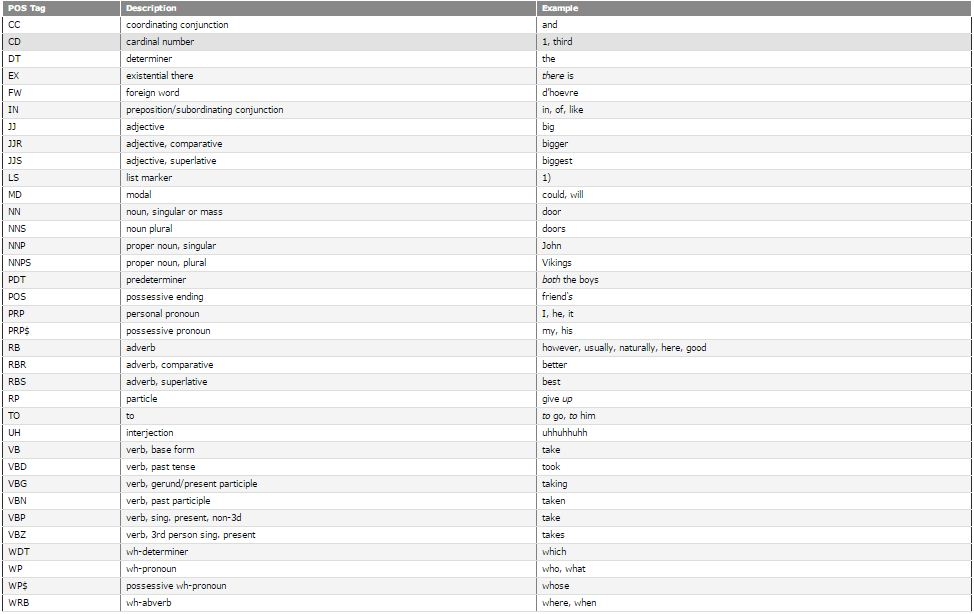 POS Tag Description Example
CC coordinating conjunction and
CD cardinal number 1, third
DT determiner the
EX existential there there is
FW foreign word d'hoevre
IN preposition/subordinating conjunction in, of, like
JJ adjective big
JJR adjective, comparative bigger
JJS adjective, superlative biggest
LS list marker 1)
MD modal could, will
NN noun, singular or mass door
NNS noun plural doors
NNP proper noun, singular John
NNPS proper noun, plural Vikings
PDT predeterminer both the boys
POS possessive ending friend's
PRP personal pronoun I, he, it
PRP$ possessive pronoun my, his
RB adverb however, usually, naturally, here, good
RBR adverb, comparative better
RBS adverb, superlative best
RP particle give up
TO to to go, to him
UH interjection uhhuhhuhh
VB verb, base form take
VBD verb, past tense took
VBG verb, gerund/present participle taking
VBN verb, past participle taken
VBP verb, sing. present, non-3d take
VBZ verb, 3rd person sing. present takes
WDT wh-determiner which
WP wh-pronoun who, what
WP$ possessive wh-pronoun whose
WRB wh-abverb where, when